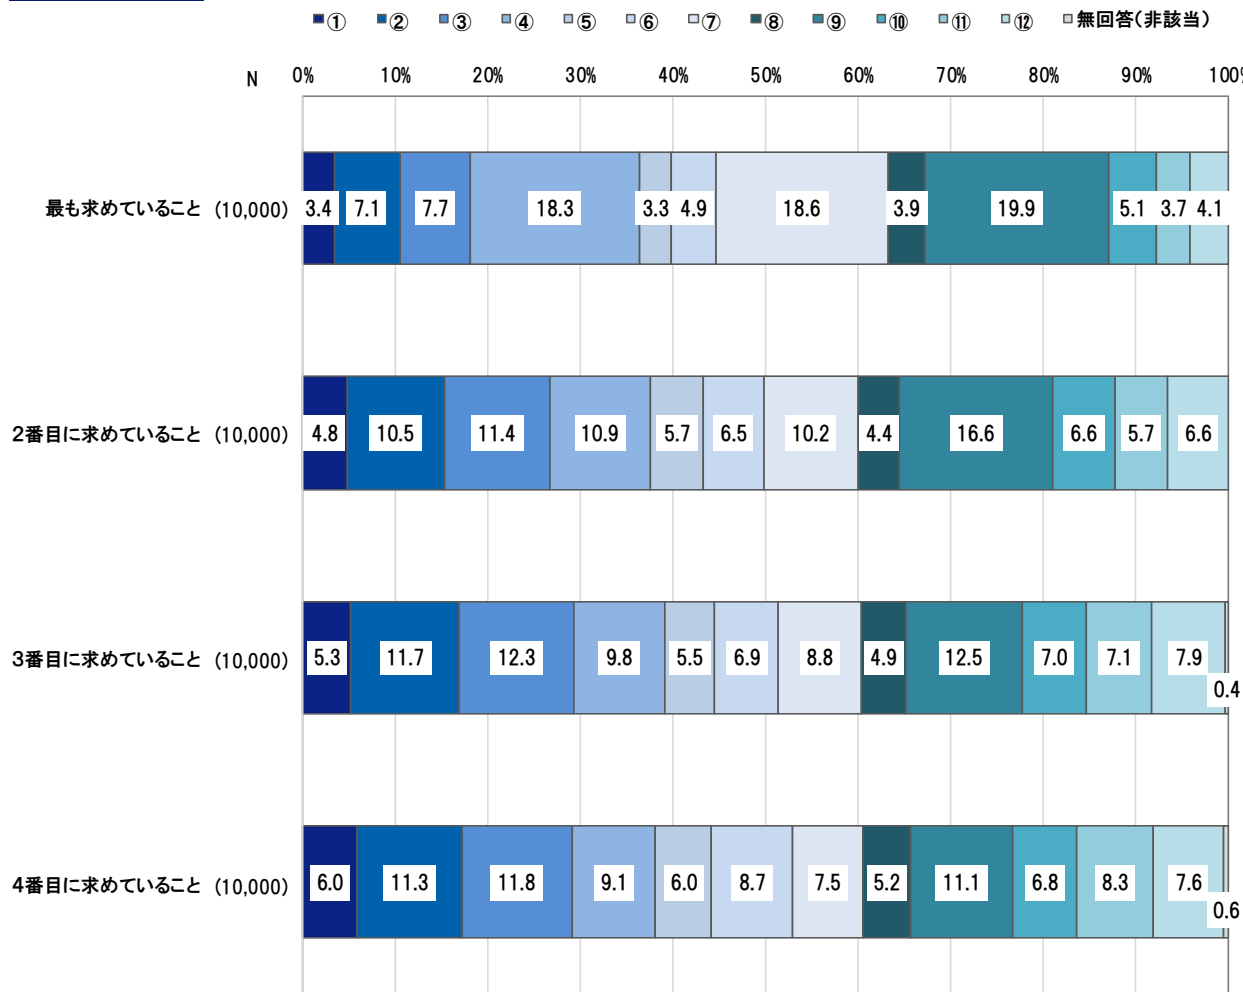 ① ② ③ ④ ⑤ ⑥ ⑦ ⑧ ⑨ ⑩ ⑪ ⑫ 無回答(非該当)
N 0% 10% 20% 30% 40% 50% 60% 70% 80% 90% 100%
最も求めていること (10,000) 3.4 7.1 7.7 18.3 3.3 4.9 18.6 3.9 19.9 5.1 3.7 4.1
2番目に求めていること (10,000) 4.8 10.5 11.4 10.9 5.7 6.5 10.2 4.4 16.6 6.6 5.7 6.6
3番目に求めていること (10,000) 5.3 11.7 12.3 9.8 5.5 6.9 8.8 4.9 12.5 7.0 7.1 7.9
0.4
4番目に求めていること (10,000) 6.0 11.3 11.8 9.1 6.0 8.7 7.5 5.2 11.1 6.8 8.3 7.6
0.6